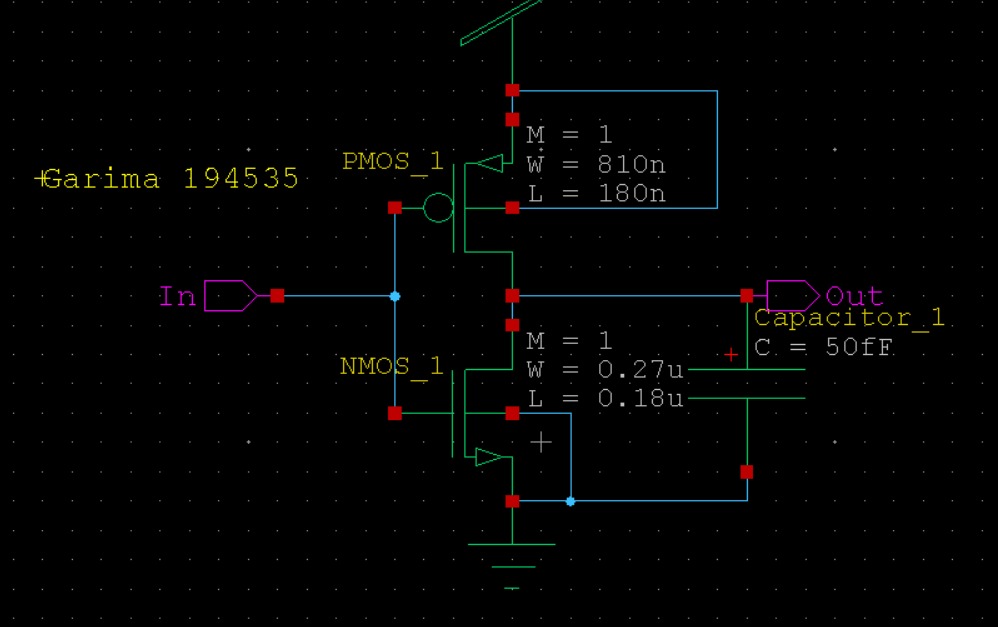 M = 1
PMOS_1
W = 810n
+Garima 194535
L = 180n
In
Out
Capacitor_1
M = 1
C = 50fF
NMOS_1
W = 0.27u
L = 0.18u